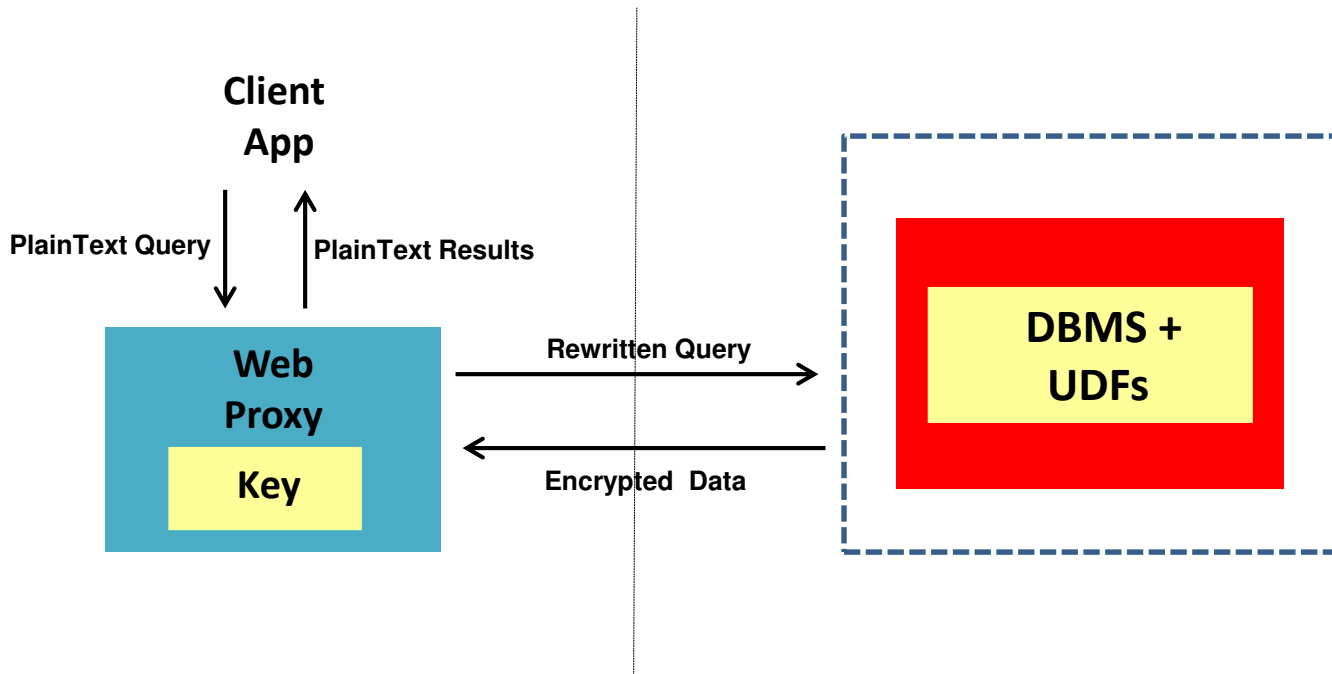 Client
App
PlainText Query
PlainText Results
Web
Proxy
Key
Rewritten Query
Encrypted Data
DBMS +
UDFs